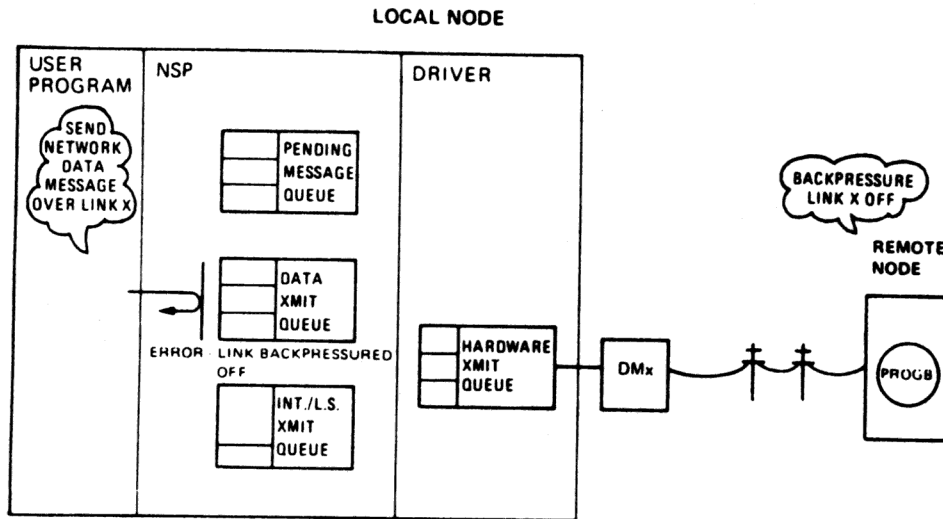 LOCAL NODE
USER
PROGRAM
NSP
DRIVER
SEND
NETWORK
DATA
MESSAGE
OVER LINK X
PENDING
MESSAGE
QUEUE
BACKPRESSURE
LINK X OFF
REMOTE
NODE
DATA
XMIT
QUEUE
ERROR - LINK BACKPRESSURED
OFF
HARDWARE
XMIT
QUEUE
DMx
PROGB
INT./L.S.
XMIT
QUEUE